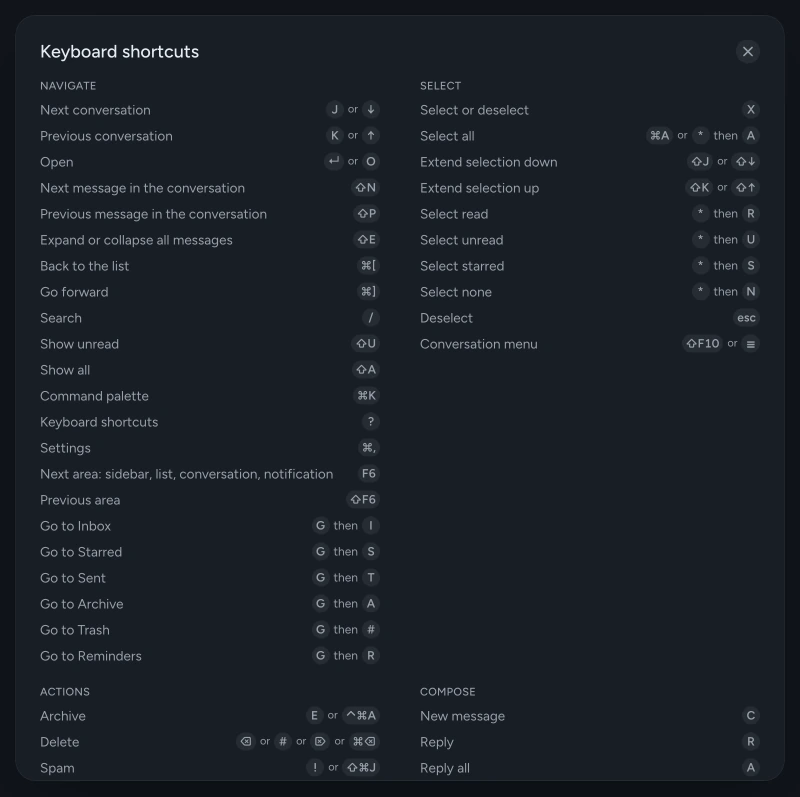 Keyboard shortcuts
NAVIGATE
Next conversation J or ↓
Previous conversation K or ↑
Open ↵ or O
Next message in the conversation ⇧N
Previous message in the conversation ⇧P
Expand or collapse all messages ⇧E
Back to the list ⌘[
Go forward ⌘]
Search /
Show unread ⇧U
Show all ⇧A
Command palette ⌘K
Keyboard shortcuts ?
Settings ⌘,
Next area: sidebar, list, conversation, notification F6
Previous area ⇧F6
Go to Inbox G then I
Go to Starred G then S
Go to Sent G then T
Go to Archive G then A
Go to Trash G then #
Go to Reminders G then R
SELECT
Select or deselect X
Select all ⌘A or * then A
Extend selection down ⇧J or ⇧↓
Extend selection up ⇧K or ⇧↑
Select read * then R
Select unread * then U
Select starred * then S
Select none * then N
Deselect esc
Conversation menu ⇧F10 or ≡
ACTIONS
Archive E or ^⌘A
Delete ⌫ or # or ⌦ or ⌘⌫
Spam ! or ⇧⌘J
COMPOSE
New message C
Reply R
Reply all A